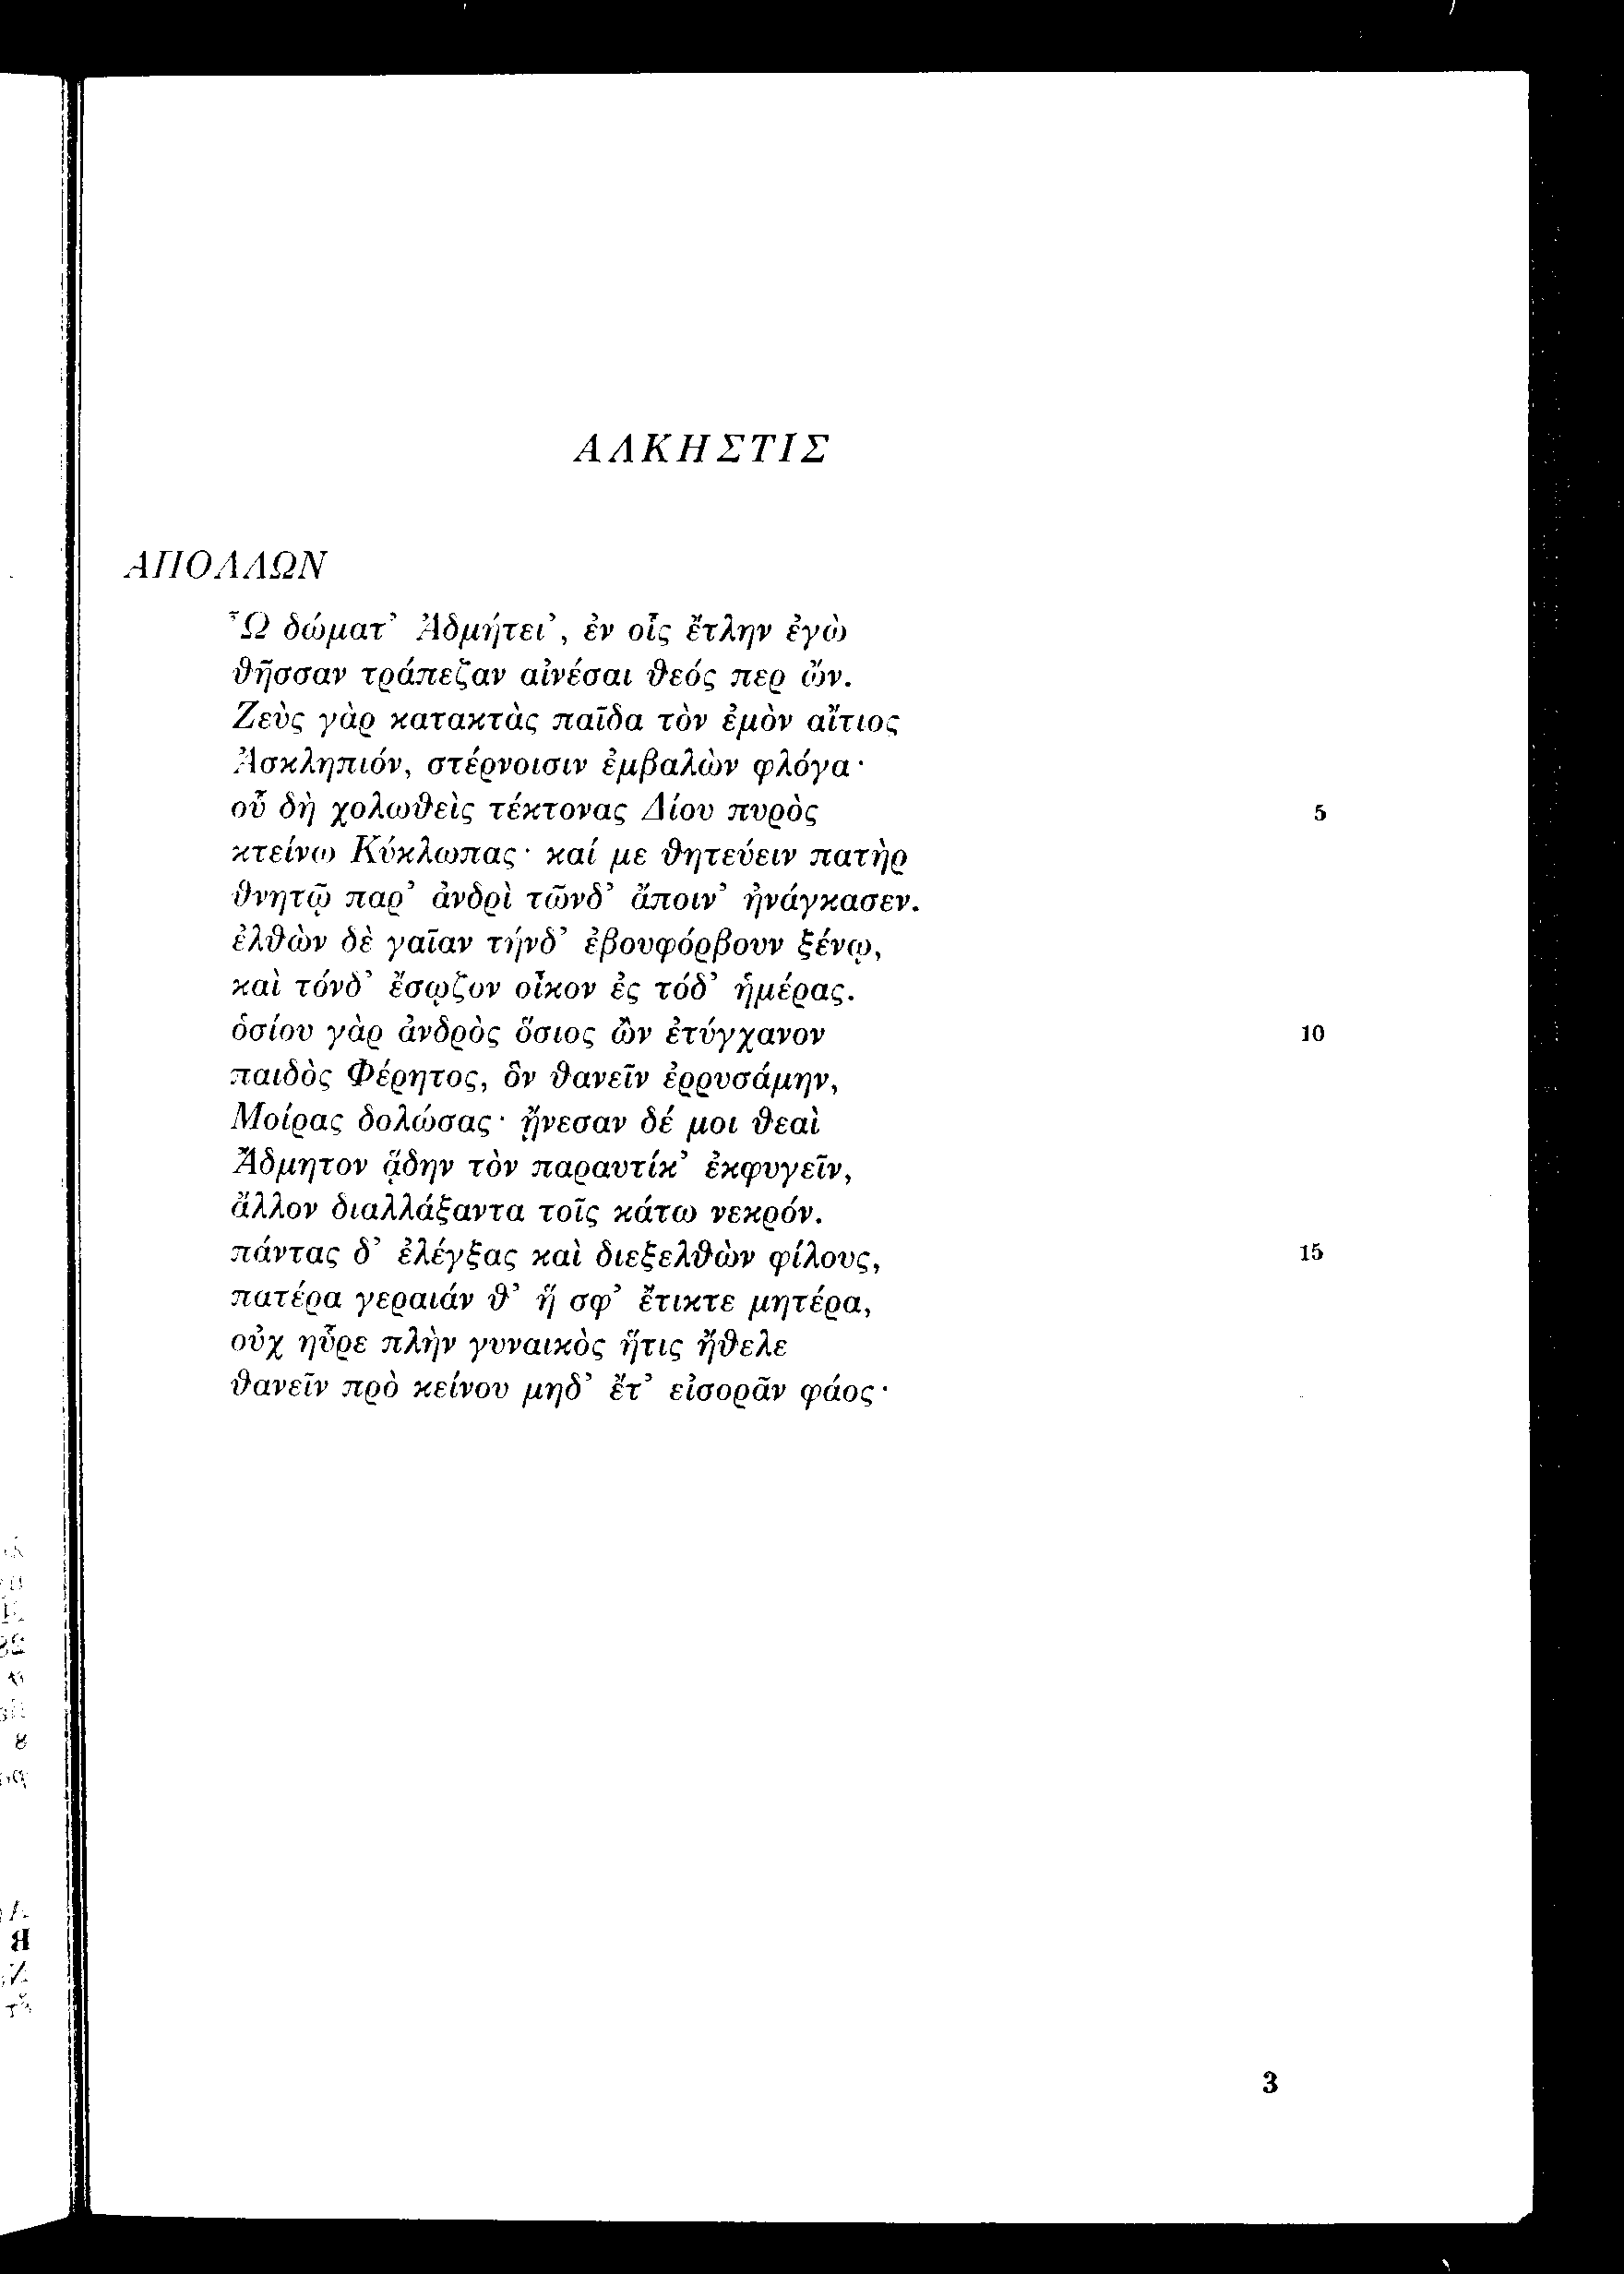 ΑΛΚΗΣΤΙΣ
ΑΠΟΛΛΩΝ
Ὦ δώματ’ Ἀδμήτει’, ἐν οἷς ἔτλην ἐγὼ
θῆσσαν τράπεζαν αἰνέσαι θεός περ ὤν.
Ζεὺς γὰρ κατακτὰς παῖδα τὸν ἐμὸν αἴτιος
Ἀσκληπιόν, στέρνοισιν ἐμβαλὼν φλόγα·
οὗ δὴ χολωθεὶς τέκτονας Δίου πυρὸς 5
κτείνω Κύκλωπας· καί με θητεύειν πατὴρ
θνητῷ παρ’ ἀνδρὶ τῶνδ’ ἄποιν’ ἠνάγκασεν.
ἐλθὼν δὲ γαῖαν τήνδ’ ἐβουφόρβουν ξένῳ,
καὶ τόνδ’ ἔσῳζον οἶκον ἐς τόδ’ ἡμέρας.
ὁσίου γὰρ ἀνδρὸς ὅσιος ὢν ἐτύγχανον 10
παιδὸς Φέρητος, ὃν θανεῖν ἐρρυσάμην,
Μοίρας δολώσας· ᾔνεσαν δέ μοι θεαὶ
Ἄδμητον ᾅδην τὸν παραυτίκ’ ἐκφυγεῖν,
ἄλλον διαλλάξαντα τοῖς κάτω νεκρόν.
πάντας δ’ ἐλέγξας καὶ διεξελθὼν φίλους, 15
πατέρα γεραιάν θ’ ἥ σφ’ ἔτικτε μητέρα,
οὐχ ηὗρε πλὴν γυναικὸς ἥτις ἤθελε
θανεῖν πρὸ κείνου μηδ’ ἔτ’ εἰσορᾶν φάος·
3